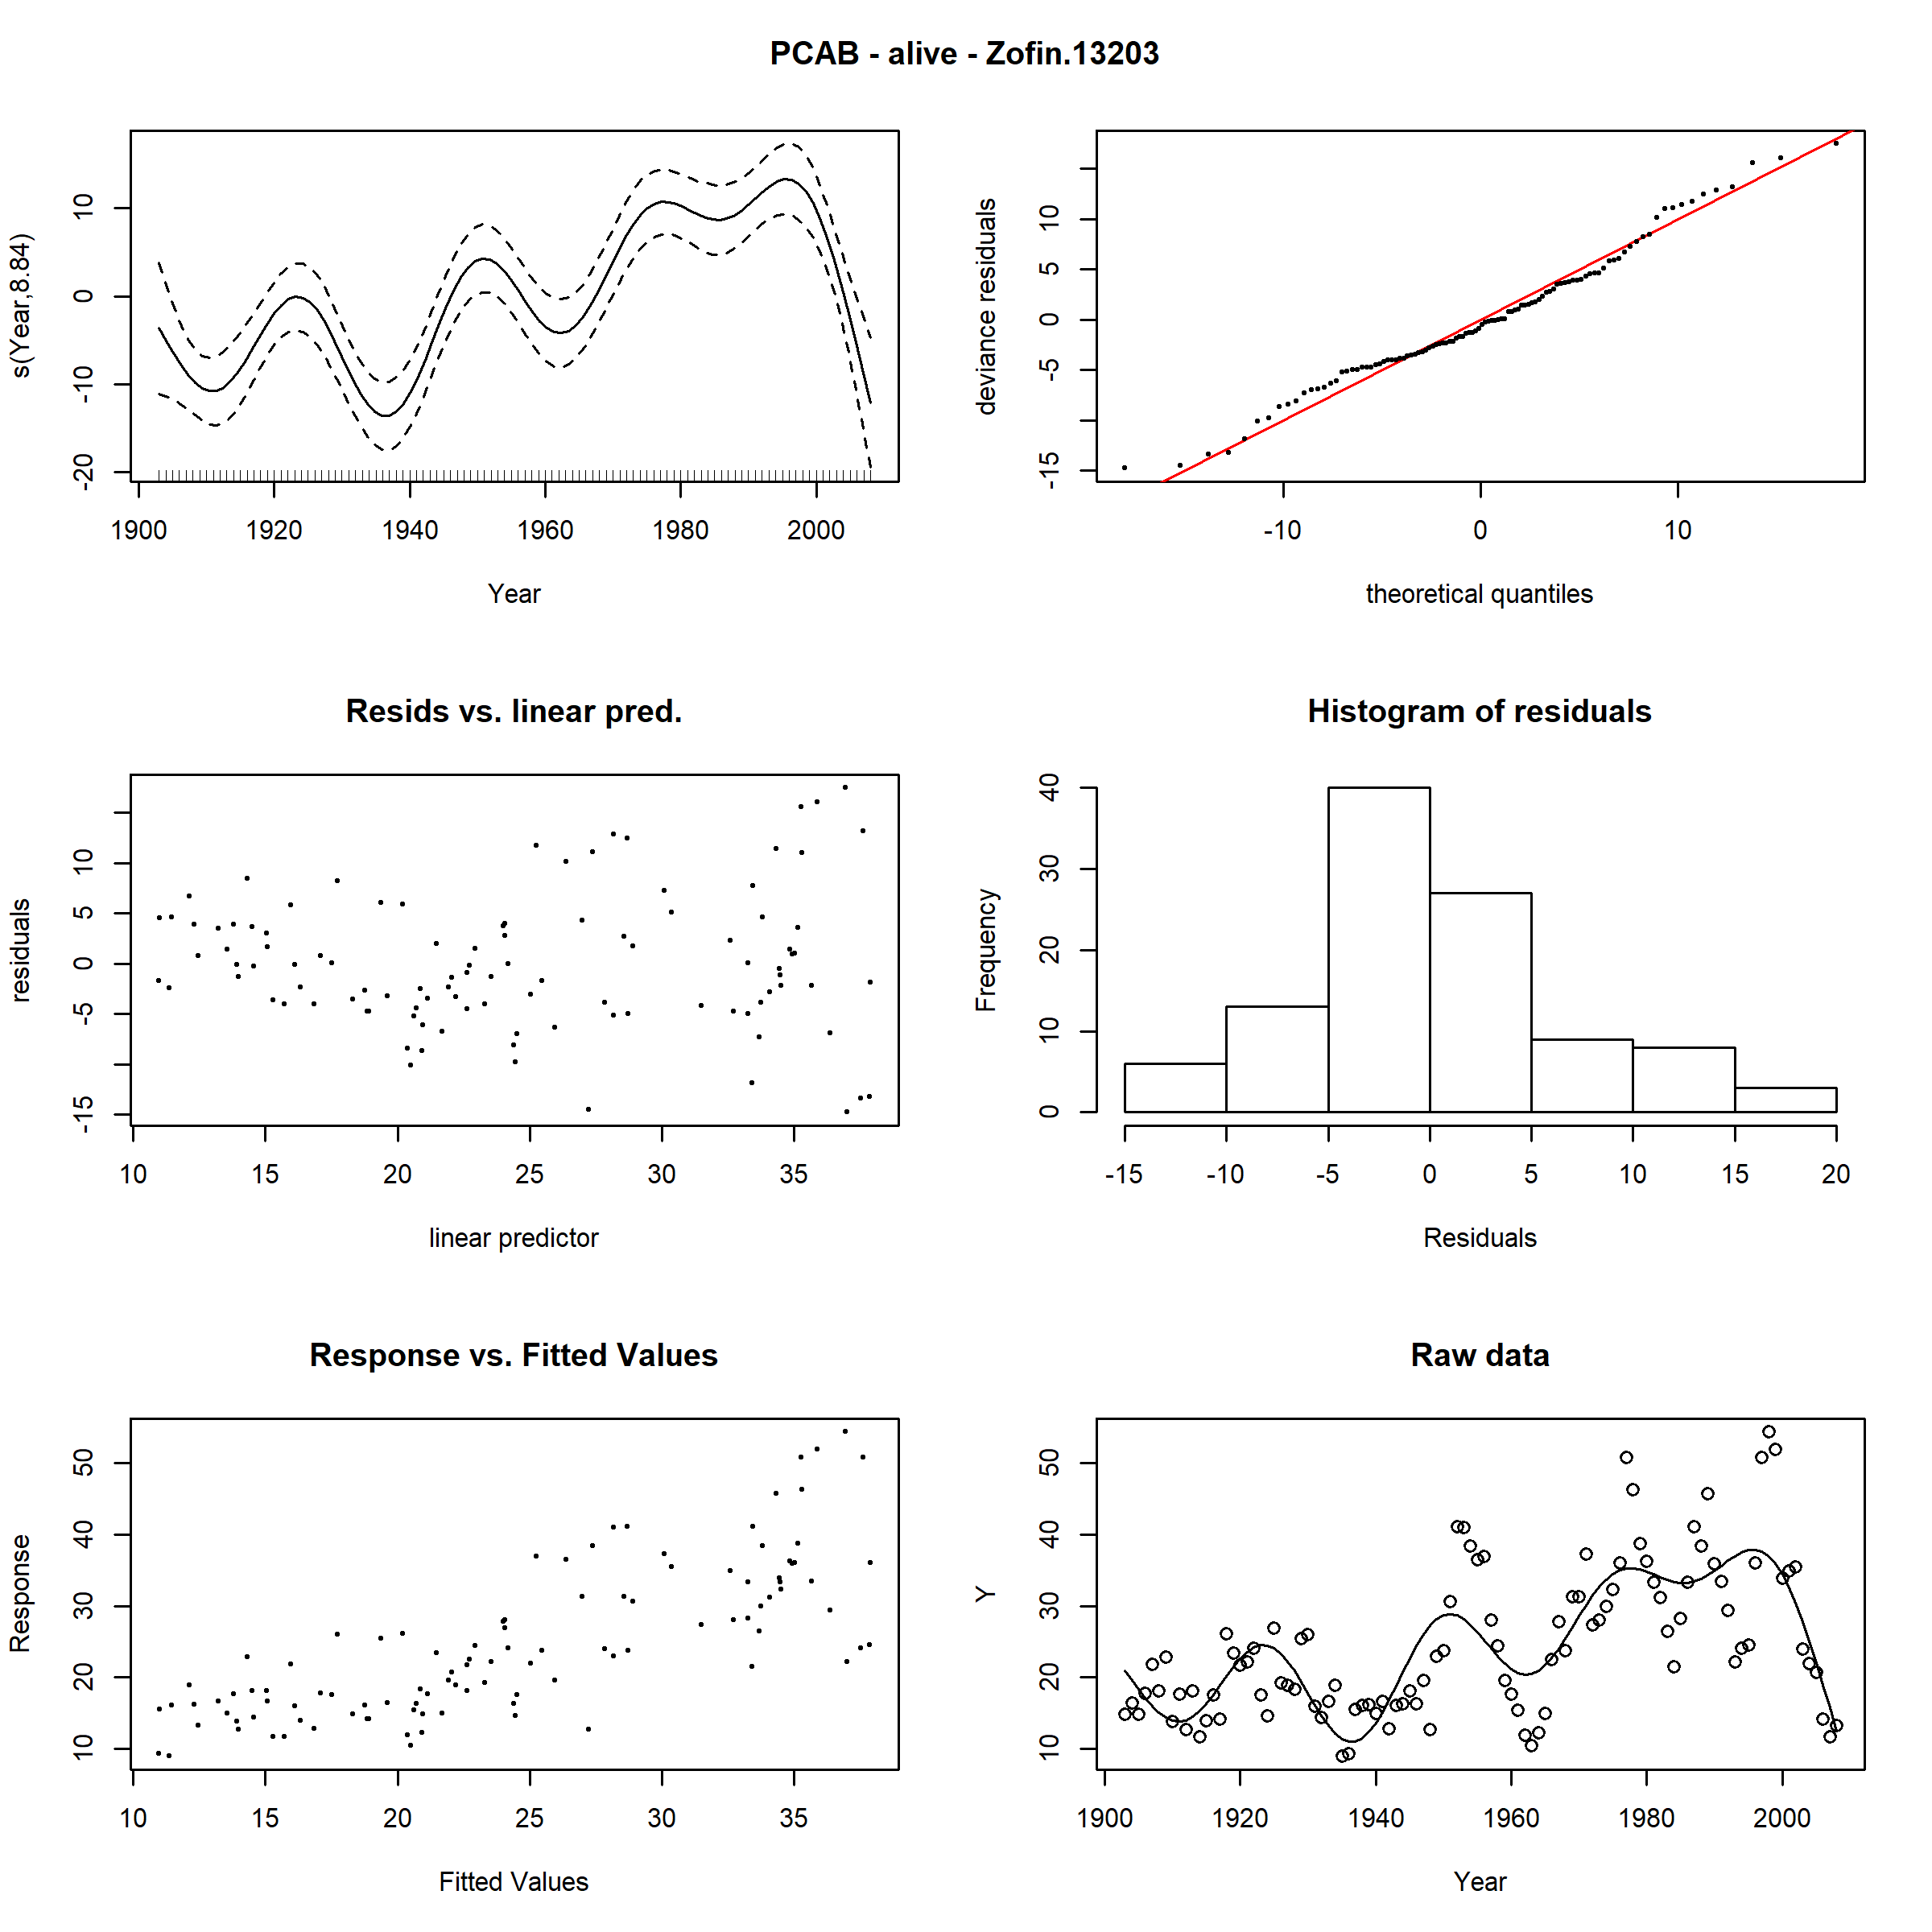 PCAB - alive - Zofin.13203
s(Year,8.84)
10
0
-10
-20
1900 1920 1940 1960 1980 2000
Year
deviance residuals
10
5
0
-5
-15
-10 0 10
theoretical quantiles
Resids vs. linear pred.
residuals
10
5
0
-5
-15
10 15 20 25 30 35
linear predictor
Histogram of residuals
Frequency
40
30
20
10
0
-15 -10 -5 0 5 10 15 20
Residuals
Response vs. Fitted Values
Response
50
40
30
20
10
10 15 20 25 30 35
Fitted Values
Raw data
Y
50
40
30
20
10
1900 1920 1940 1960 1980 2000
Year